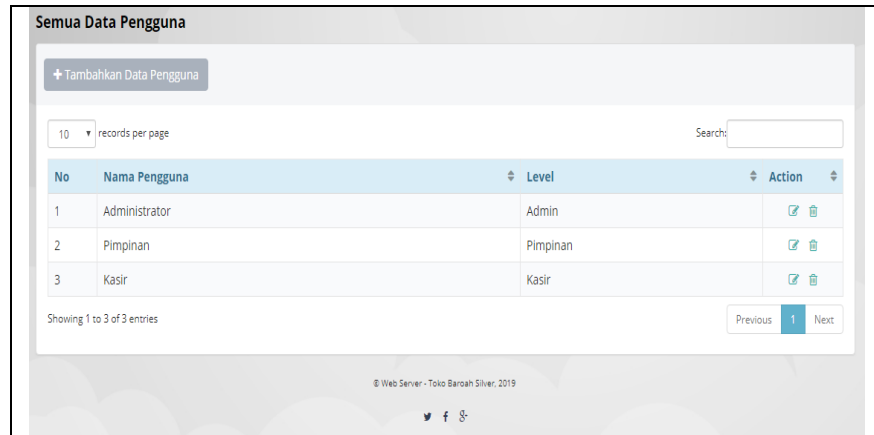 Semua Data Pengguna
+ Tambahkan Data Pengguna
10 records per page Search:
No Nama Pengguna Level Action
1 Administrator Admin
2 Pimpinan Pimpinan
3 Kasir Kasir
Showing 1 to 3 of 3 entries Previous 1 Next
© Web Server - Toko Baroah Silver, 2019